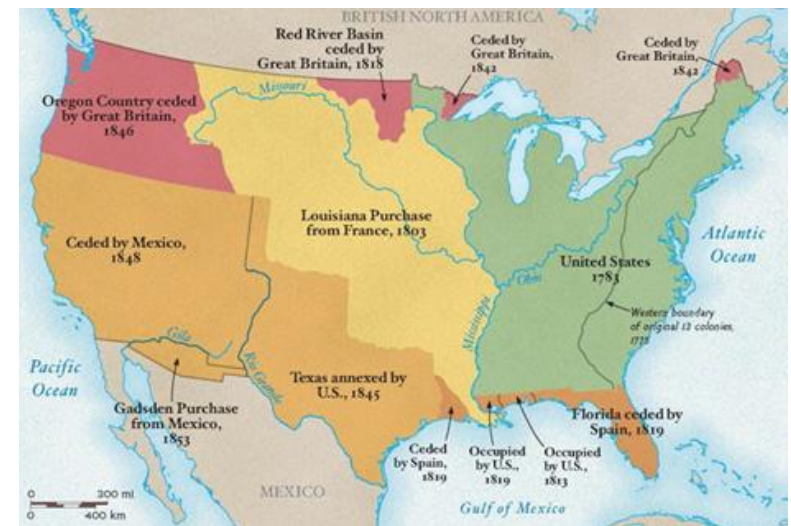 BRITISH NORTH AMERICA
Red River Basin
ceded by
Great Britain, 1818
Ceded by
Great Britain,
1842
Ceded by
Great Britain,
1842
Missouri
Oregon Country ceded
by Great Britain,
1846
Louisiana Purchase
from France, 1803
Ceded by Mexico,
1848
Atlantic
Ocean
United States
1783
Ohio
Mississippi
Western boundary
of original 13 colonies,
1775
Gila
Rio Grande
Pacific
Ocean
Texas annexed by
U.S., 1845
Gadsden Purchase
from Mexico,
1853
Florida ceded by
Spain, 1819
Ceded
by Spain,
1819
Occupied
by U.S.,
1819
Occupied
by U.S.,
1813
MEXICO
Gulf of Mexico
0 200 mi
0 400 km